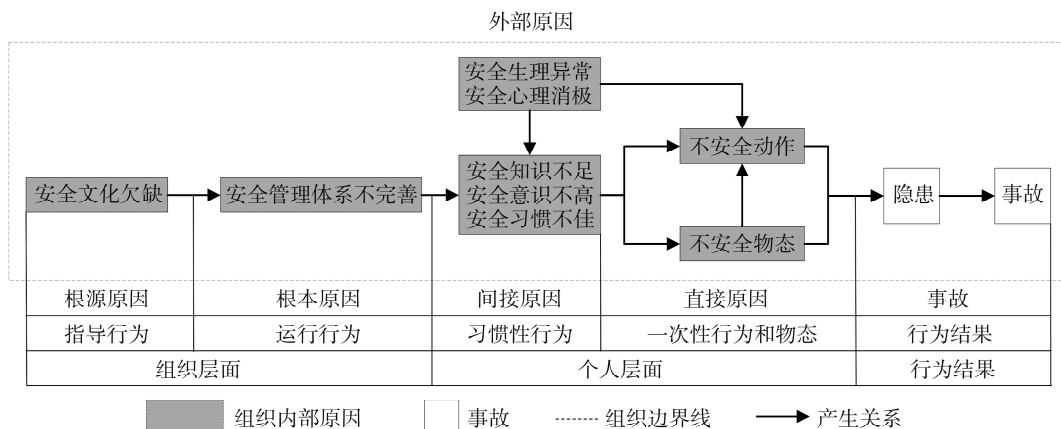 外部原因
安全生理异常
安全心理消极
不安全动作
安全知识不足
安全意识不高
安全习惯不佳
安全文化欠缺
安全管理体系不完善
隐患
事故
不安全物态
根源原因
根本原因
间接原因
直接原因
事故
指导行为
运行行为
习惯性行为
一次性行为和物态
行为结果
组织层面
个人层面
行为结果
组织内部原因
事故
组织边界线
产生关系